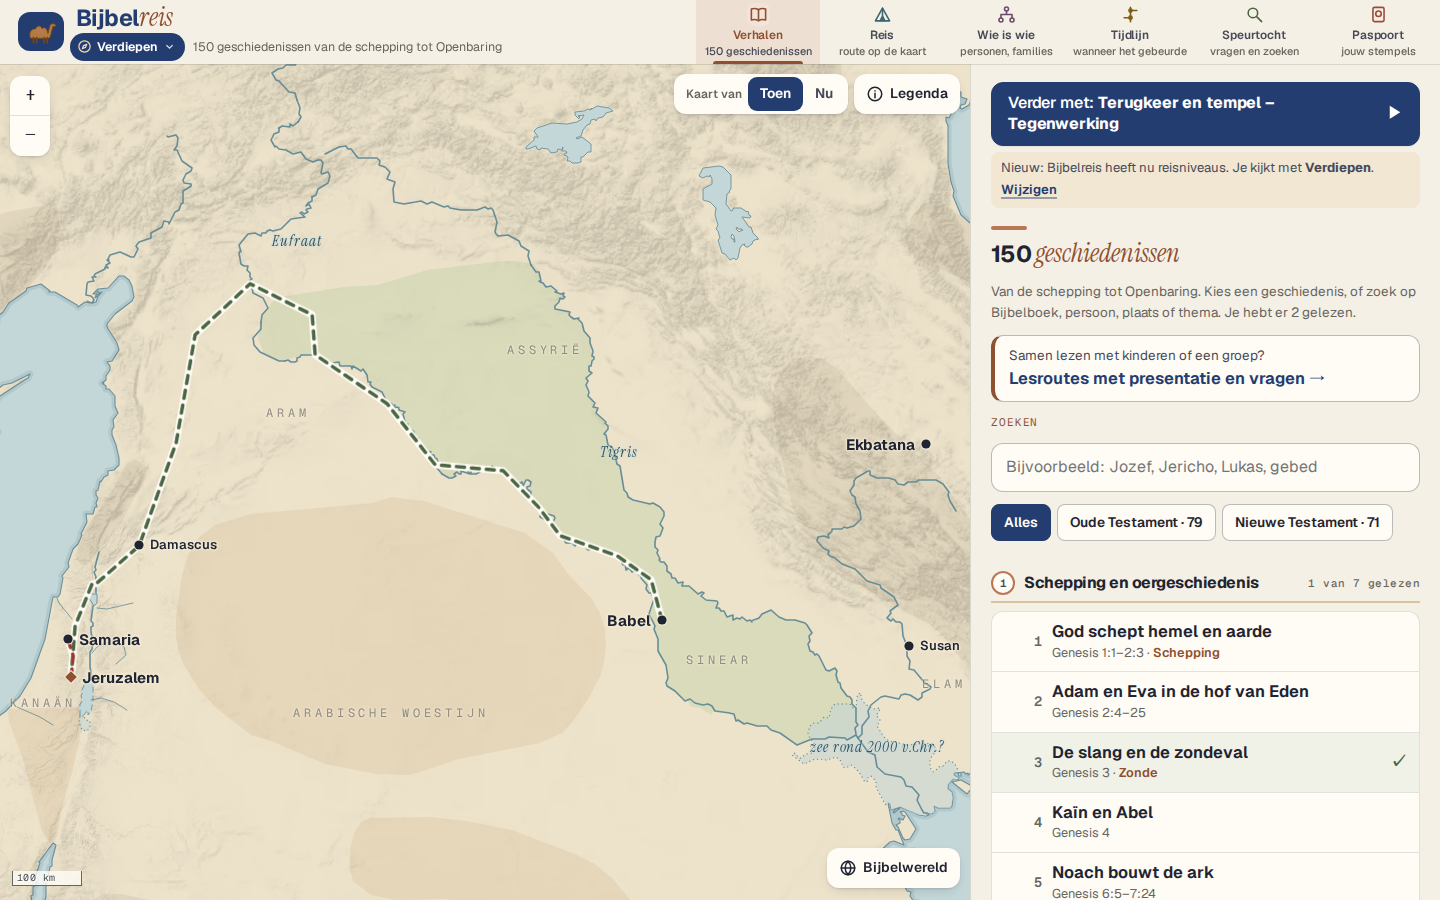 Bijbelreis
Verdiepen
150 geschiedenissen van de schepping tot Openbaring
Verhalen
150 geschiedenissen
Reis
route op de kaart
Wie is wie
personen, families
Tijdlijn
wanneer het gebeurde
Speurtocht
vragen en zoeken
Paspoort
jouw stempels
+
−
Kaart van
Toen
Nu
Legenda
Eufraat
ASSYRIË
ARAM
Tigris
Ekbatana
Damascus
Samaria
Jeruzalem
KANAÄN
Babel
SINEAR
Susan
ELAM
ARABISCHE WOESTIJN
zee rond 2000 v.Chr.?
100 km
Bijbelwereld
Verder met: Terugkeer en tempel –
Tegenwerking
Nieuw: Bijbelreis heeft nu reisniveaus. Je kijkt met Verdiepen.
Wijzigen
150 geschiedenissen
Van de schepping tot Openbaring. Kies een geschiedenis, of zoek op
Bijbelboek, persoon, plaats of thema. Je hebt er 2 gelezen.
Samen lezen met kinderen of een groep?
Lesroutes met presentatie en vragen →
ZOEKEN
Bijvoorbeeld: Jozef, Jericho, Lukas, gebed
Alles
Oude Testament · 79
Nieuwe Testament · 71
1 Schepping en oergeschiedenis 1 van 7 gelezen
1 God schept hemel en aarde
Genesis 1:1–2:3 · Schepping
2 Adam en Eva in de hof van Eden
Genesis 2:4–25
3 De slang en de zondeval ✓
Genesis 3 · Zonde
4 Kaïn en Abel
Genesis 4
5 Noach bouwt de ark
Genesis 6:5–7:24